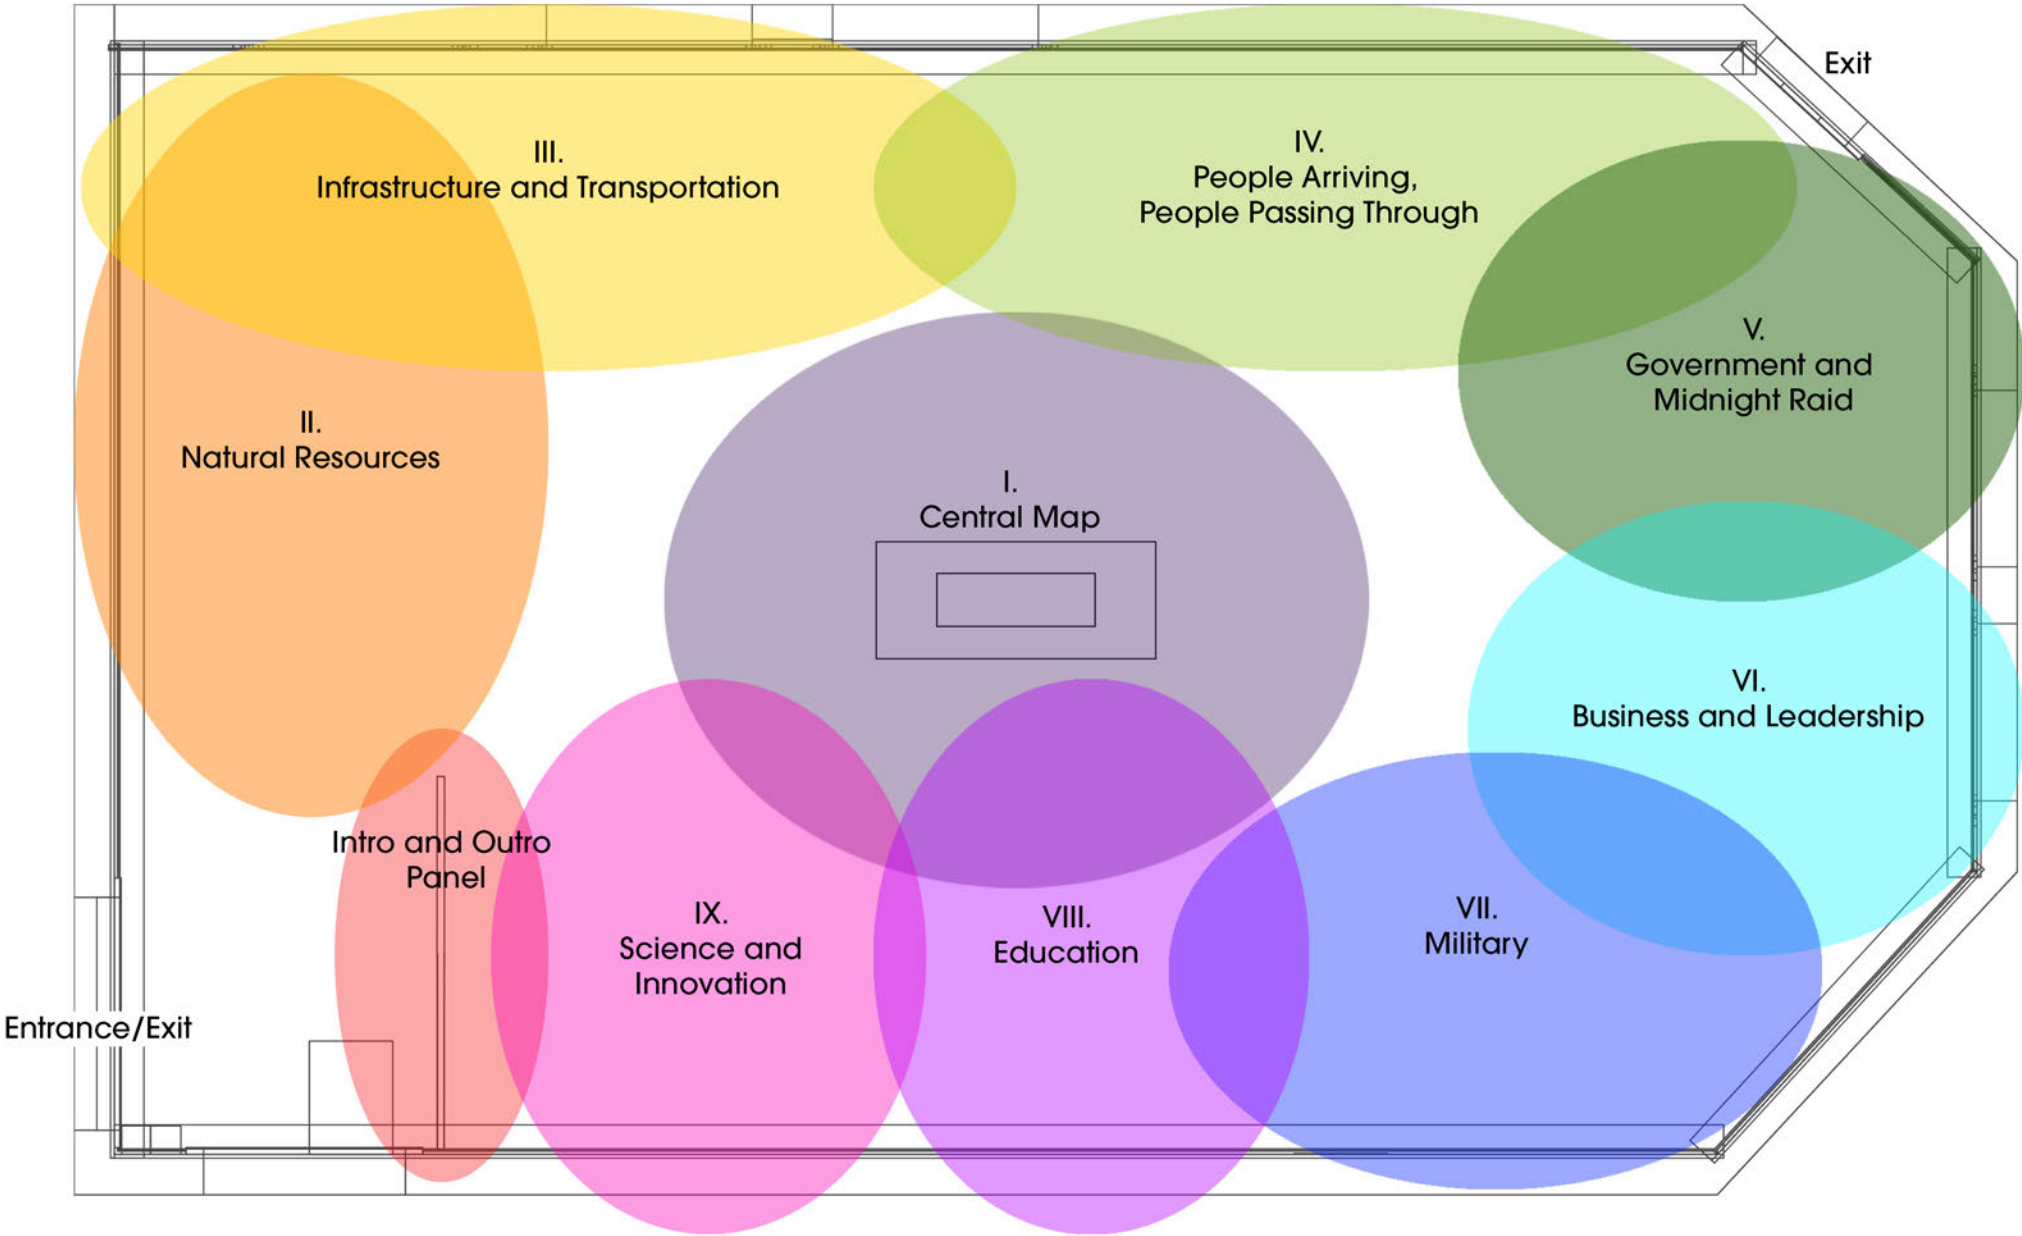 Exit
III.
Infrastructure and Transportation
IV.
People Arriving,
People Passing Through
V.
Government and
Midnight Raid
II.
Natural Resources
I.
Central Map
VI.
Business and Leadership
Intro and Outro
Panel
IX.
Science and
Innovation
VIII.
Education
VII.
Military
Entrance/Exit